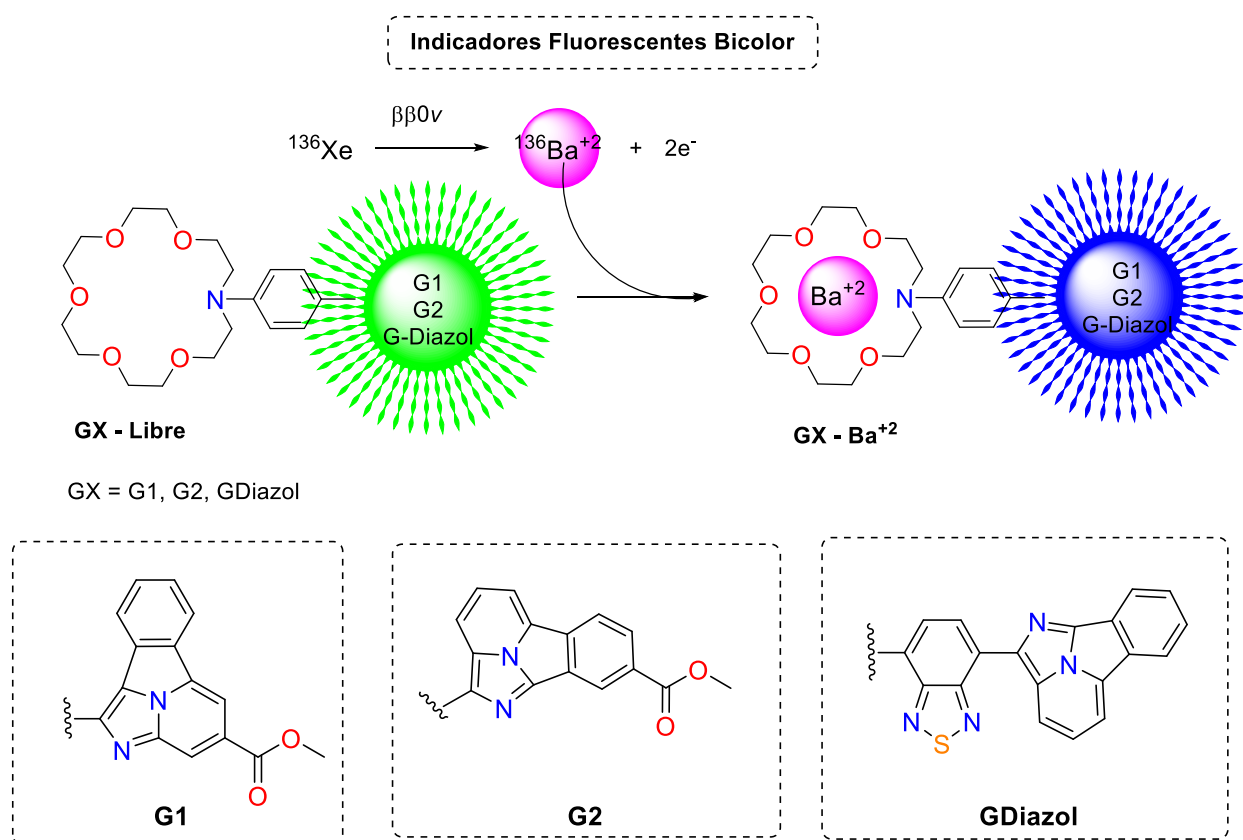 Indicadores Fluorescentes Bicolor
ββ0ν
¹³⁶Xe
¹³⁶Ba⁺² + 2e⁻
O
O
O
O
O
N
G1
G2
G-Diazol
O
O
O
O
O
N
Ba⁺²
G1
G2
G-Diazol
GX - Libre
GX - Ba⁺²
GX = G1, G2, GDiazol
N
N
O
O
G1
N
N
O
O
G2
N
N
S
N
N
GDiazol